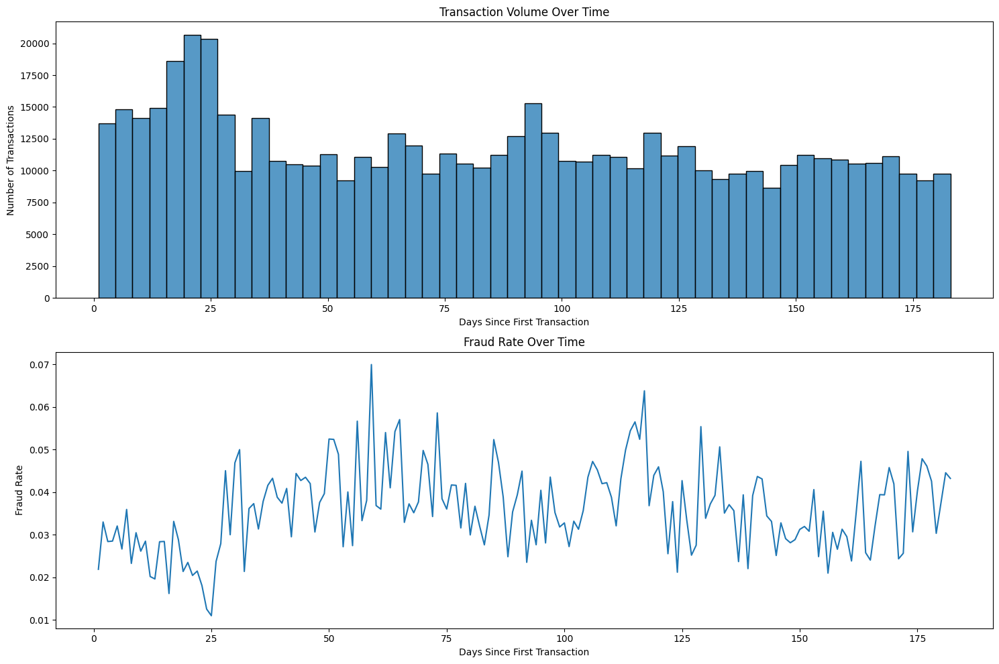 Transaction Volume Over Time
20000
17500
15000
12500
10000
7500
5000
2500
0
Number of Transactions
0 25 50 75 100 125 150 175
Days Since First Transaction
Fraud Rate Over Time
0.07
0.06
0.05
0.04
0.03
0.02
0.01
Fraud Rate
0 25 50 75 100 125 150 175
Days Since First Transaction